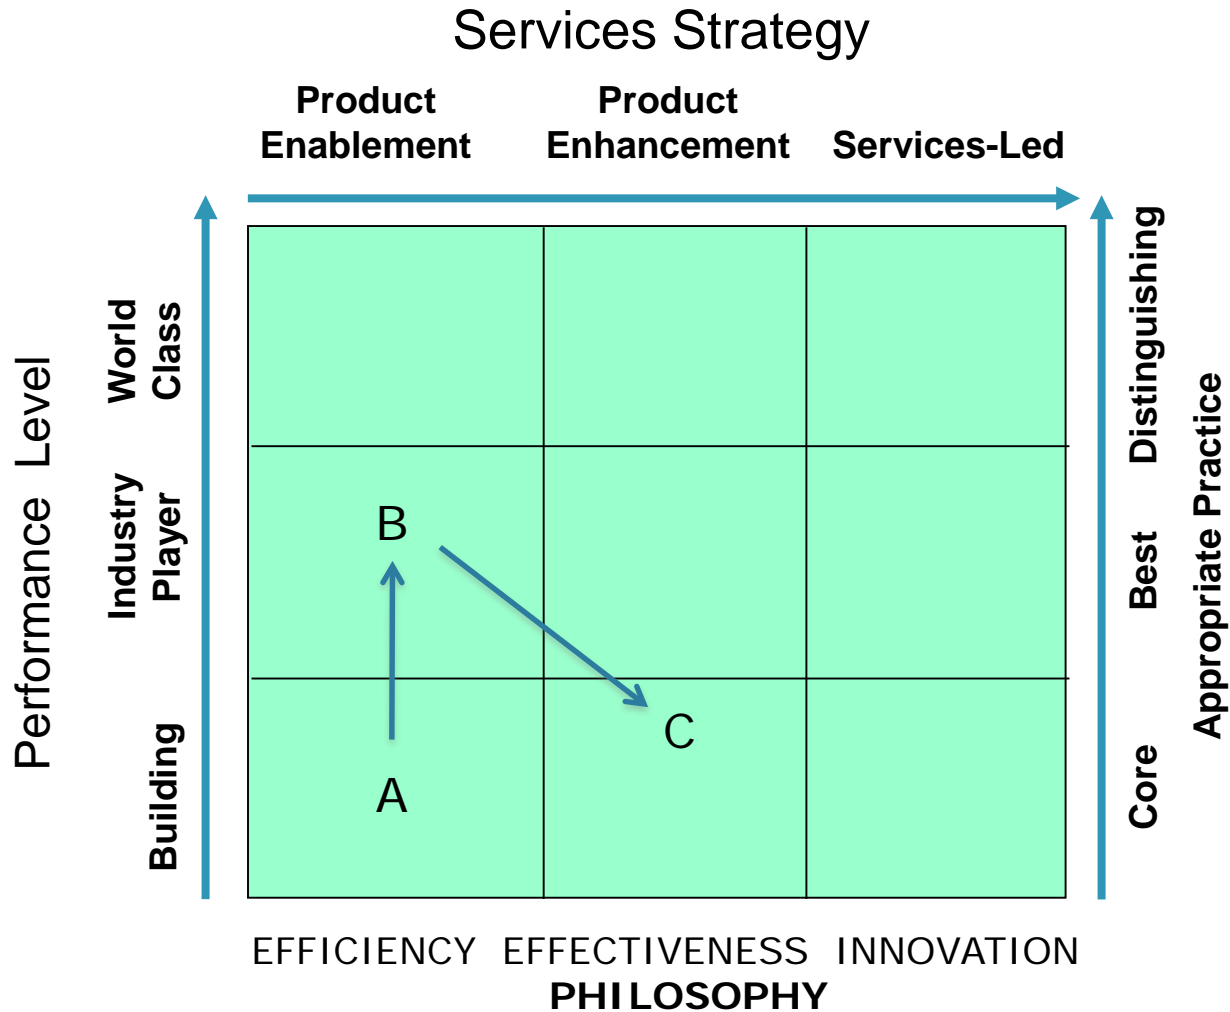 Services Strategy
Product
Enablement
Product
Enhancement
Services-Led
Performance Level
World
Class
Industry
Player
Building
B
C
A
Distinguishing
Best
Core
Appropriate Practice
EFFICIENCY
EFFECTIVENESS
INNOVATION
PHILOSOPHY